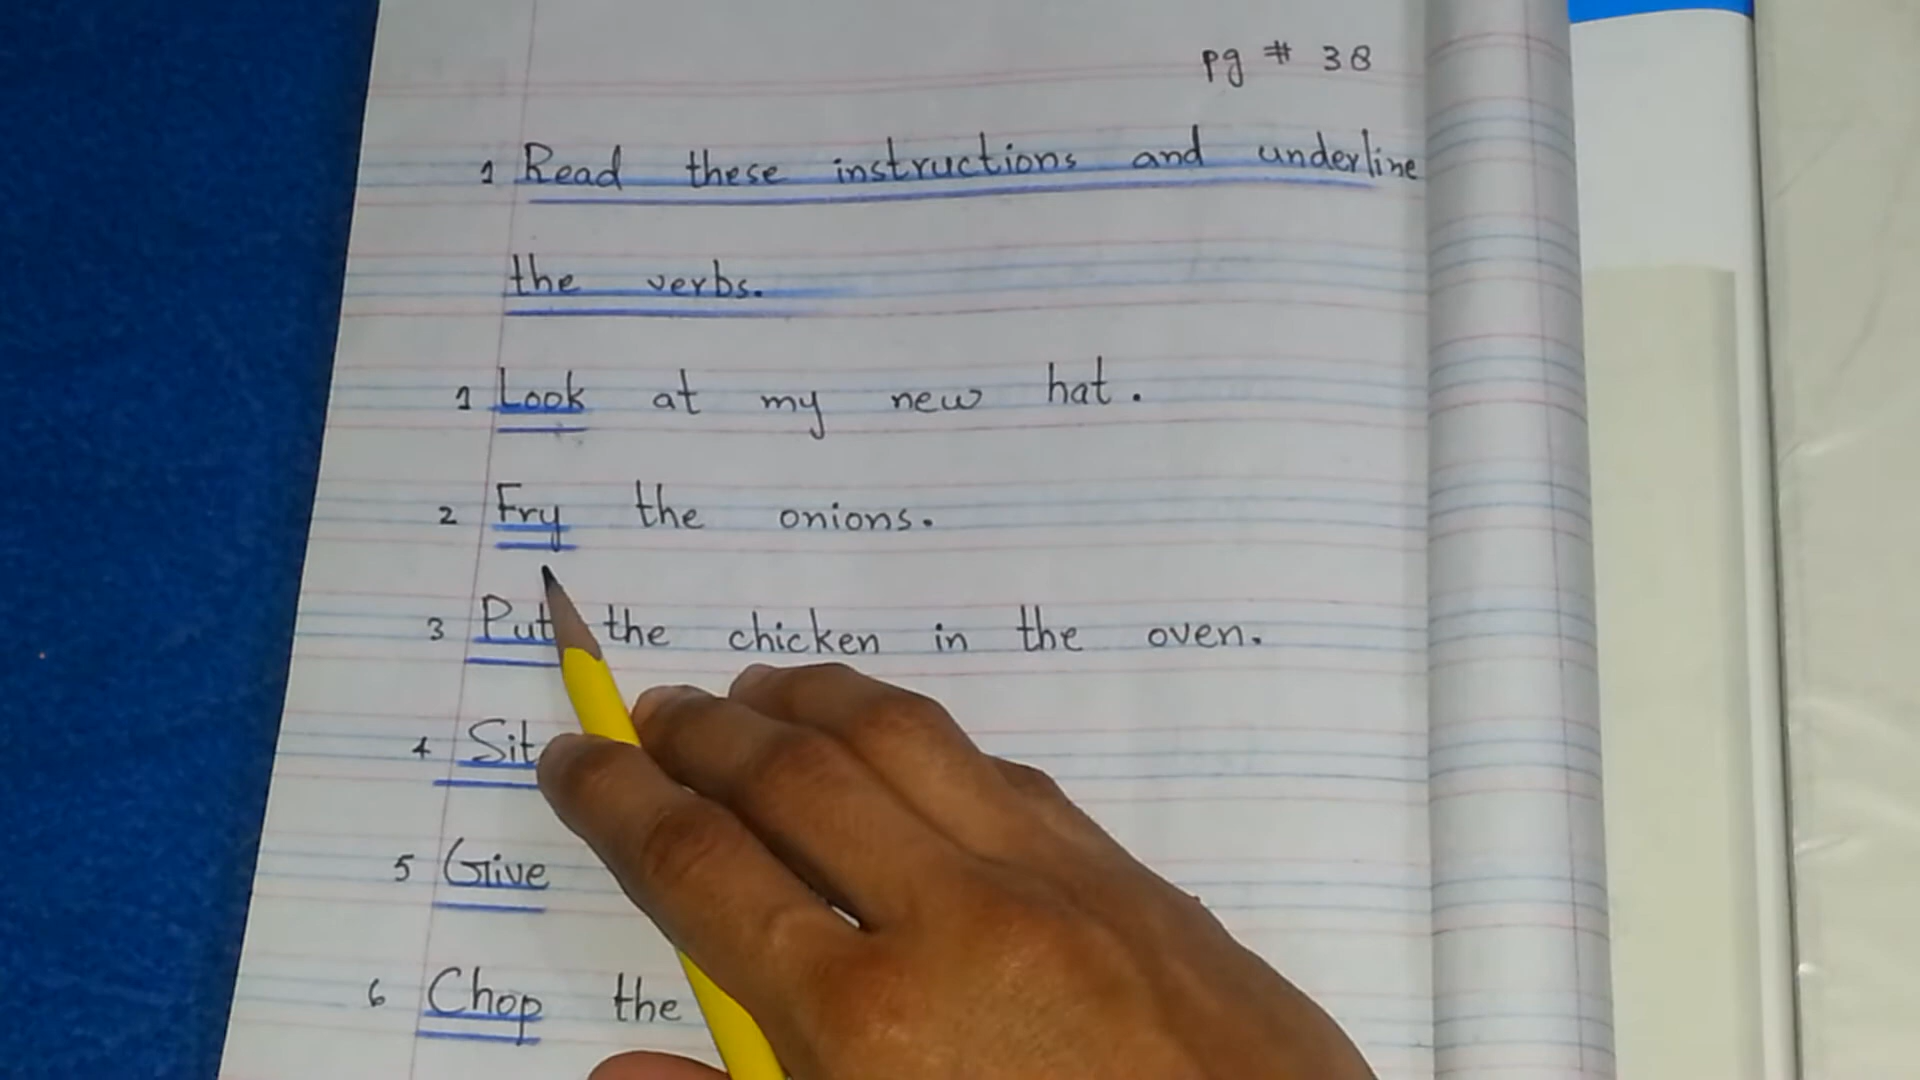 pg # 38
1 Read these instructions and underline
the verbs.
1 Look at my new hat.
2 Fry the onions.
3 Put the chicken in the oven.
4 Sit
5 Give
6 Chop the